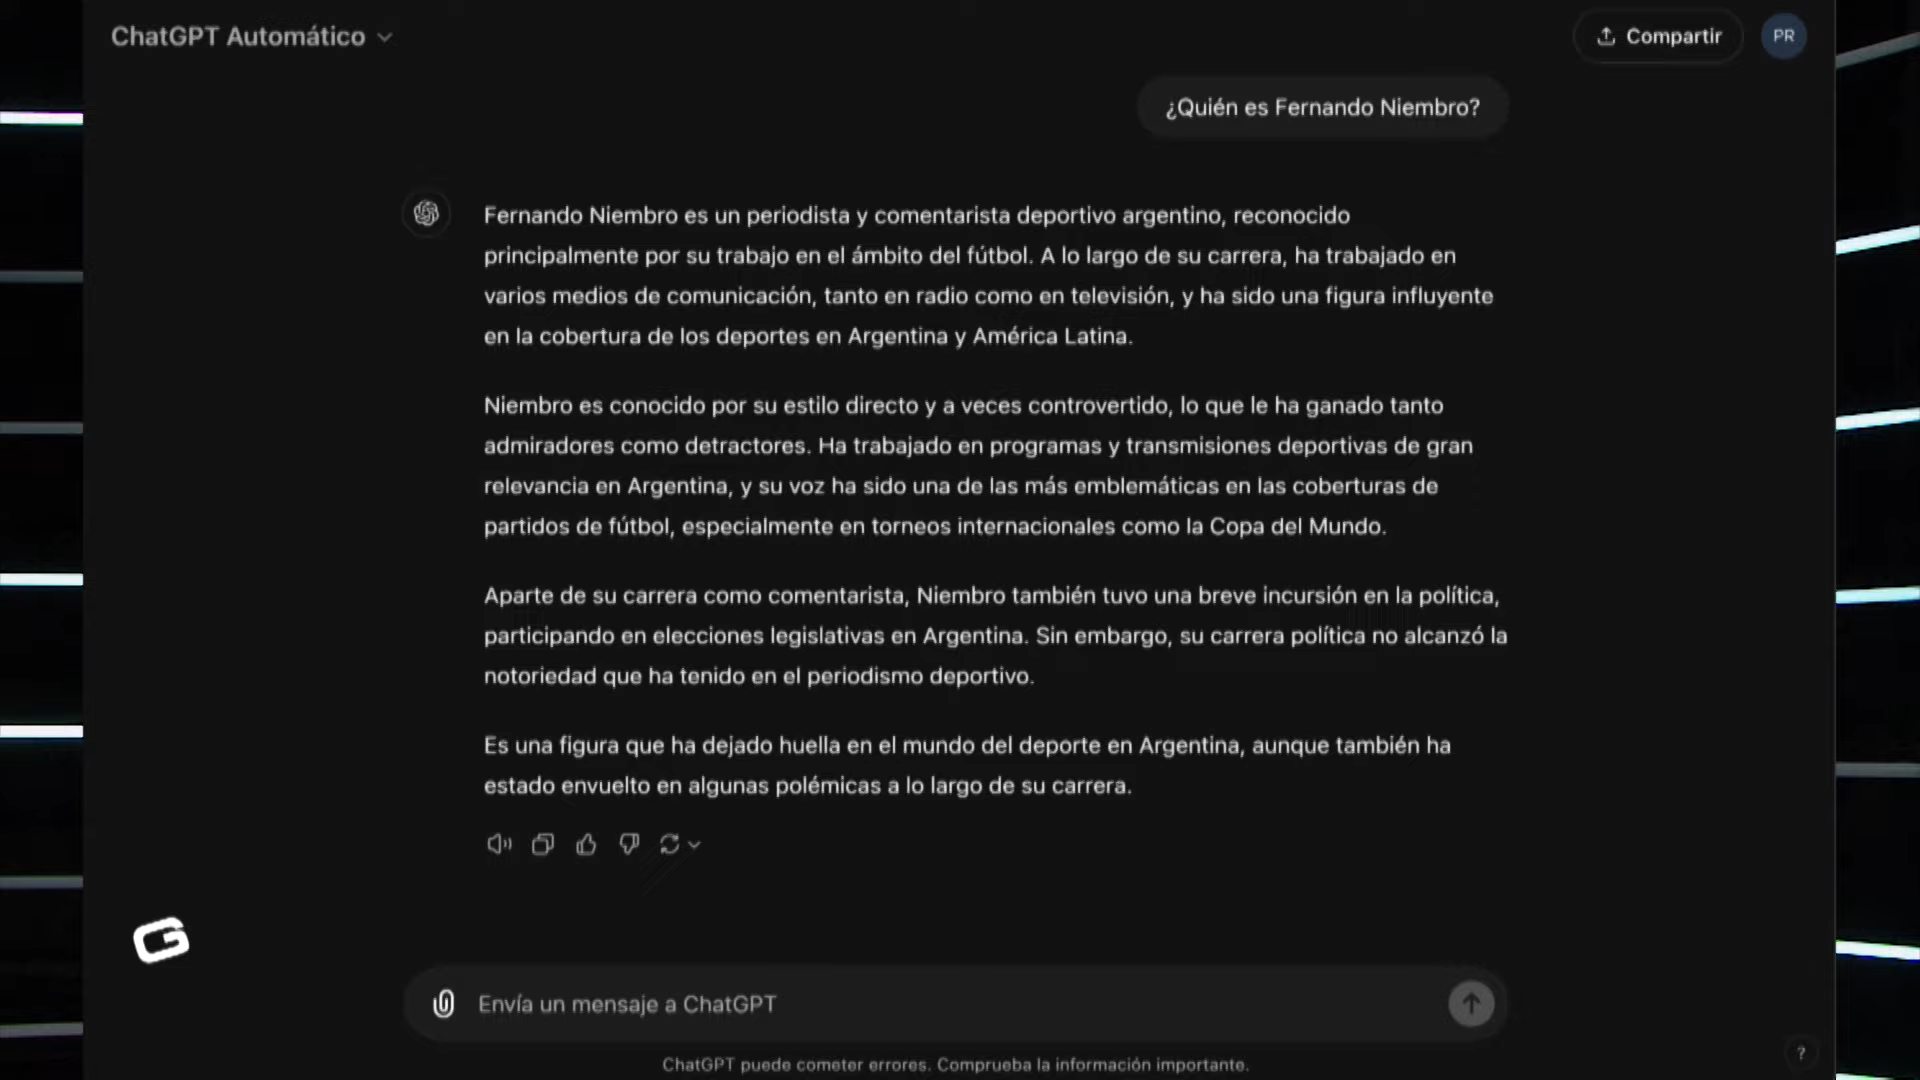 ChatGPT Automático
Compartir
PR
¿Quién es Fernando Niembro?
Fernando Niembro es un periodista y comentarista deportivo argentino, reconocido
principalmente por su trabajo en el ámbito del fútbol. A lo largo de su carrera, ha trabajado en
varios medios de comunicación, tanto en radio como en televisión, y ha sido una figura influyente
en la cobertura de los deportes en Argentina y América Latina.
Niembro es conocido por su estilo directo y a veces controvertido, lo que le ha ganado tanto
admiradores como detractores. Ha trabajado en programas y transmisiones deportivas de gran
relevancia en Argentina, y su voz ha sido una de las más emblemáticas en las coberturas de
partidos de fútbol, especialmente en torneos internacionales como la Copa del Mundo.
Aparte de su carrera como comentarista, Niembro también tuvo una breve incursión en la política,
participando en elecciones legislativas en Argentina. Sin embargo, su carrera política no alcanzó la
notoriedad que ha tenido en el periodismo deportivo.
Es una figura que ha dejado huella en el mundo del deporte en Argentina, aunque también ha
estado envuelto en algunas polémicas a lo largo de su carrera.
G
Envía un mensaje a ChatGPT
ChatGPT puede cometer errores. Comprueba la información importante.
?